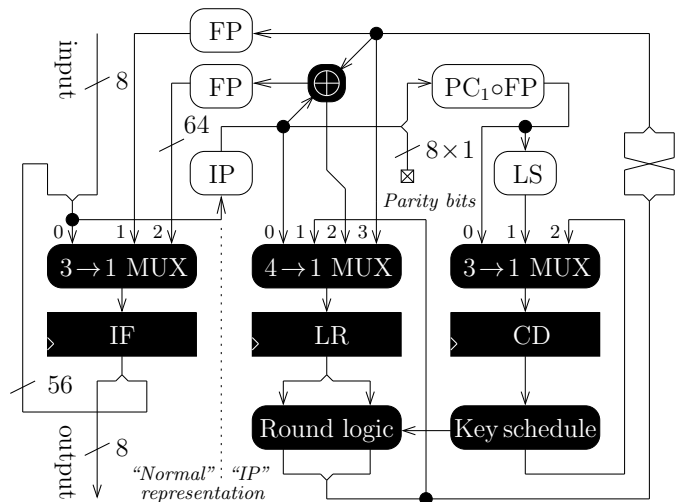 FP
input
8
FP
⊕
PC₁∘FP
64
8×1
IP
LS
Parity bits
0 1 2
0 1 2 3
0 1 2
3→1 MUX
4→1 MUX
3→1 MUX
IF
LR
CD
56
Round logic
Key schedule
output
8
“Normal” “IP”
representation